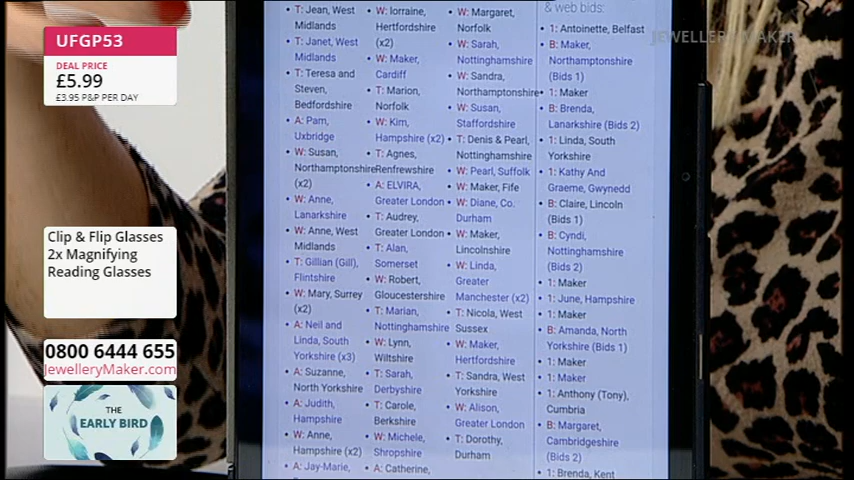 UFGP53
DEAL PRICE
£5.99
£3.95 P&P PER DAY
Clip & Flip Glasses
2x Magnifying
Reading Glasses
0800 6444 655
JewelleryMaker.com
THE
EARLY BIRD
T: Jean, West
Midlands
T: Janet, West
Midlands
T: Teresa and
Steven,
Bedfordshire
A: Pam,
Uxbridge
W: Susan,
Northamptonshire
(x2)
W: Anne,
Lanarkshire
W: Anne, West
Midlands
T: Gillian (Gill),
Flintshire
W: Mary, Surrey
(x2)
A: Neil and
Linda, South
Yorkshire (x3)
A: Suzanne,
North Yorkshire
A: Judith,
Hampshire
W: Anne,
Hampshire (x2)
A: Jay-Marie,
W: lorraine,
Hertfordshire
(x2)
W: Maker,
Cardiff
T: Marion,
Norfolk
W: Kim,
Hampshire (x2)
T: Agnes,
Renfrewshire
A: ELVIRA,
Greater London
T: Audrey,
Greater London
T: Alan,
Somerset
W: Robert,
Gloucestershire
T: Marian,
Nottinghamshire
W: Lynn,
Wiltshire
T: Sarah,
Derbyshire
T: Carole,
Berkshire
W: Michele,
Shropshire
A: Catherine,
W: Margaret,
Norfolk
W: Sarah,
Nottinghamshire
W: Sandra,
Northamptonshire
W: Susan,
Staffordshire
T: Denis & Pearl,
Nottinghamshire
W: Pearl, Suffolk
W: Maker, Fife
W: Diane, Co.
Durham
W: Maker,
Lincolnshire
W: Linda,
Greater
Manchester (x2)
T: Nicola, West
Sussex
W: Maker,
Hertfordshire
T: Sandra, West
Yorkshire
W: Alison,
Greater London
T: Dorothy,
Durham
& web bids:
1: Antoinette, Belfast
B: Maker,
Northamptonshire
(Bids 1)
1: Maker
B: Brenda,
Lanarkshire (Bids 2)
1: Linda, South
Yorkshire
1: Kathy And
Graeme, Gwynedd
B: Claire, Lincoln
(Bids 1)
B: Cyndi,
Nottinghamshire
(Bids 2)
1: Maker
1: June, Hampshire
1: Maker
B: Amanda, North
Yorkshire (Bids 1)
1: Maker
1: Maker
1: Anthony (Tony),
Cumbria
B: Margaret,
Cambridgeshire
(Bids 2)
1: Brenda, Kent
JEWELLERY MAKER